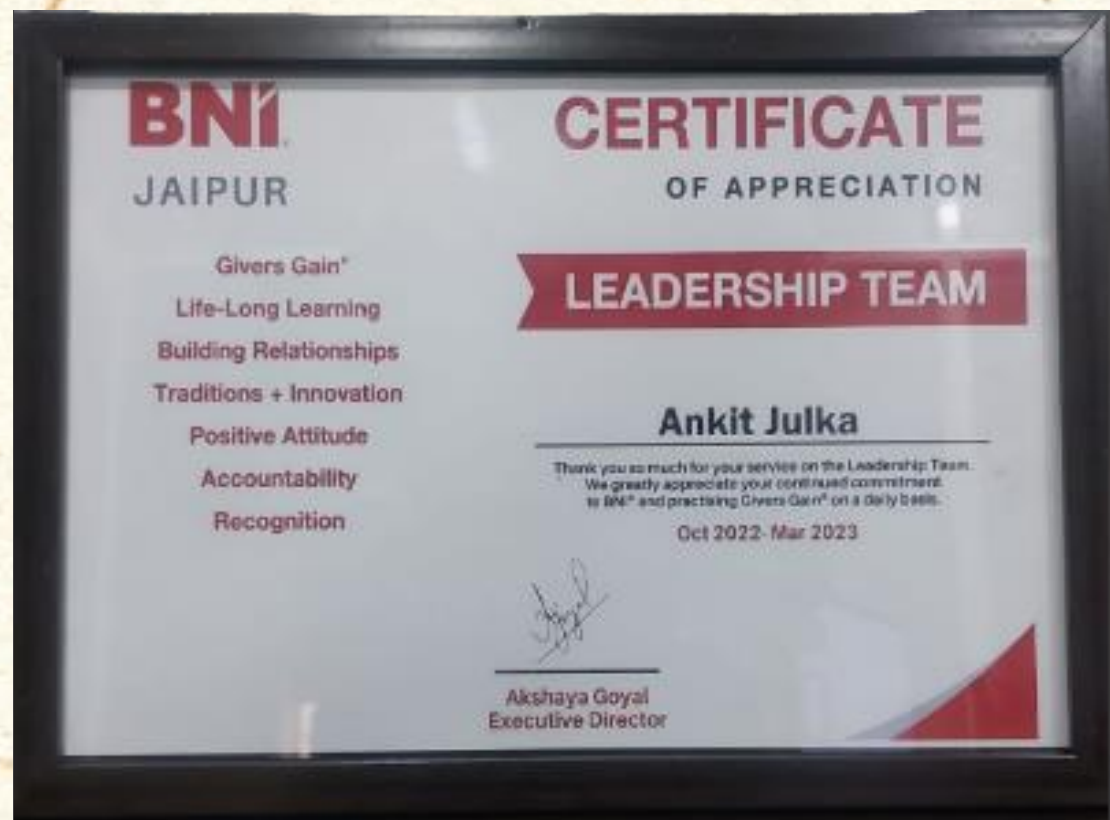 BNI
JAIPUR
Givers Gain®
Life-Long Learning
Building Relationships
Traditions + Innovation
Positive Attitude
Accountability
Recognition
CERTIFICATE
OF APPRECIATION
LEADERSHIP TEAM
Ankit Julka
Thank you so much for your service on the Leadership Team.
We greatly appreciate your continued commitment
to BNI® and practising Givers Gain® on a daily basis.
Oct 2022- Mar 2023
Akshaya Goyal
Executive Director